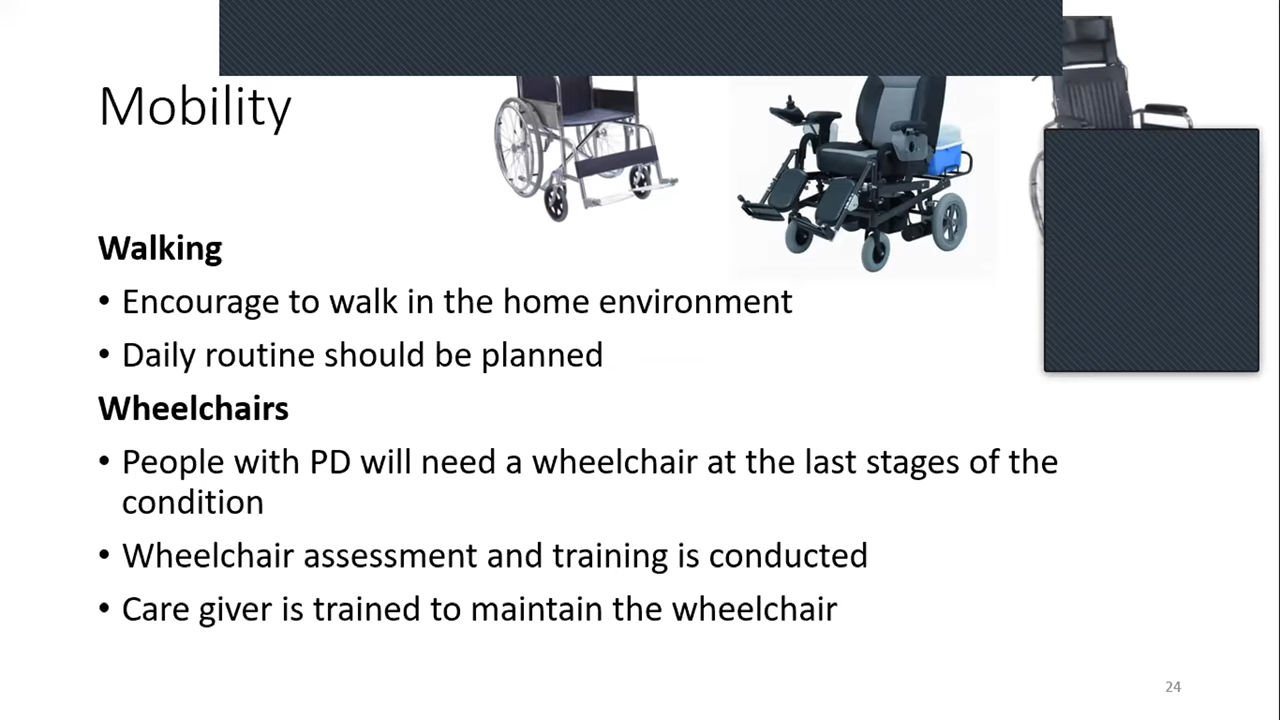 Mobility
Walking
• Encourage to walk in the home environment
• Daily routine should be planned
Wheelchairs
• People with PD will need a wheelchair at the last stages of the
condition
• Wheelchair assessment and training is conducted
• Care giver is trained to maintain the wheelchair
24